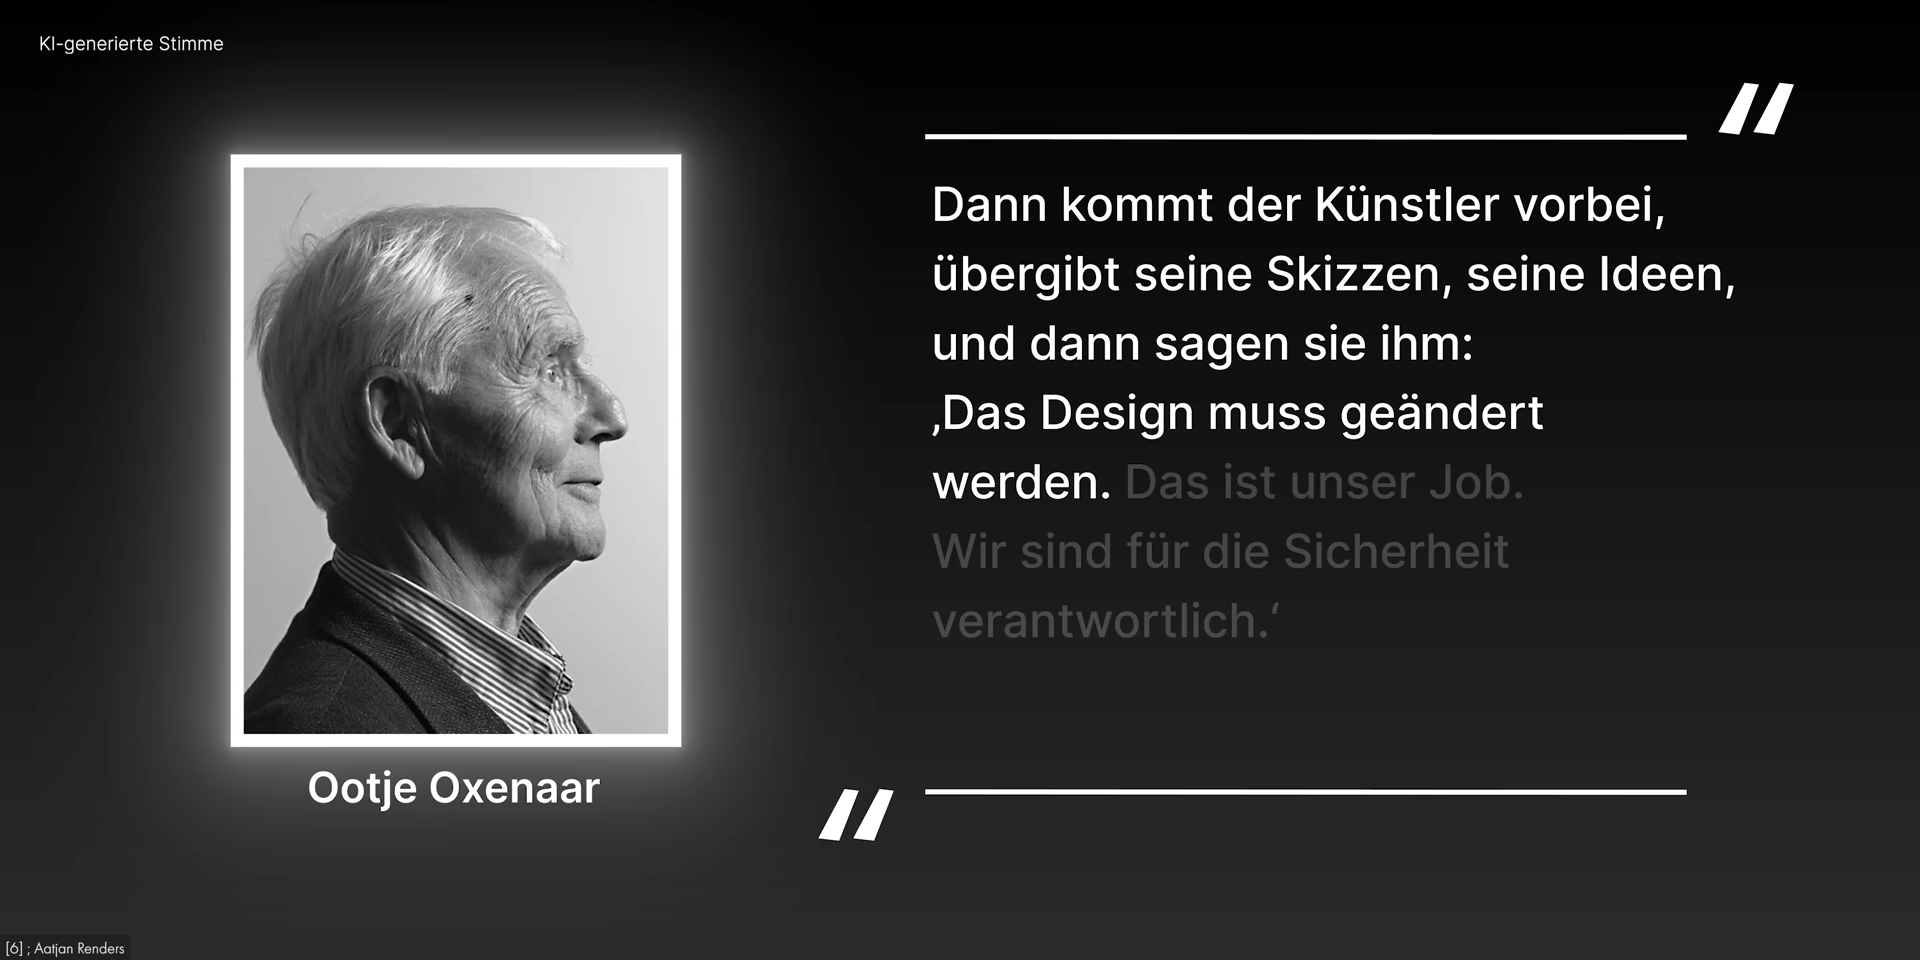 KI-generierte Stimme
Dann kommt der Künstler vorbei,
übergibt seine Skizzen, seine Ideen,
und dann sagen sie ihm:
‚Das Design muss geändert
werden. Das ist unser Job.
Wir sind für die Sicherheit
verantwortlich.‘
Ootje Oxenaar
[6] ; Aatjan Renders